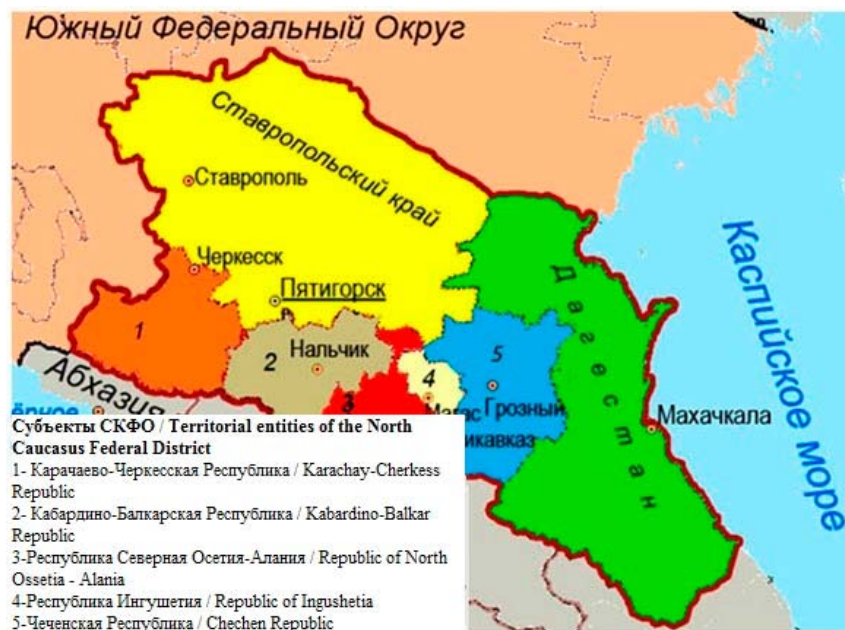 Южный Федеральный Округ
Ставропольский край
Ставрополь
Черкесск
Пятигорск
Каспийское море
Дагестан
1
2
Нальчик
5
4
Грозный
Абхазия
3
Махачкала
Субъекты СКФО / Territorial entities of the North
Caucasus Federal District
1- Карачаево-Черкесская Республика / Karachay-Cherkess
Republic
2- Кабардино-Балкарская Республика / Kabardino-Balkar
Republic
3-Республика Северная Осетия-Алания / Republic of North
Ossetia - Alania
4-Республика Ингушетия / Republic of Ingushetia
5-Чеченская Республика / Chechen Republic